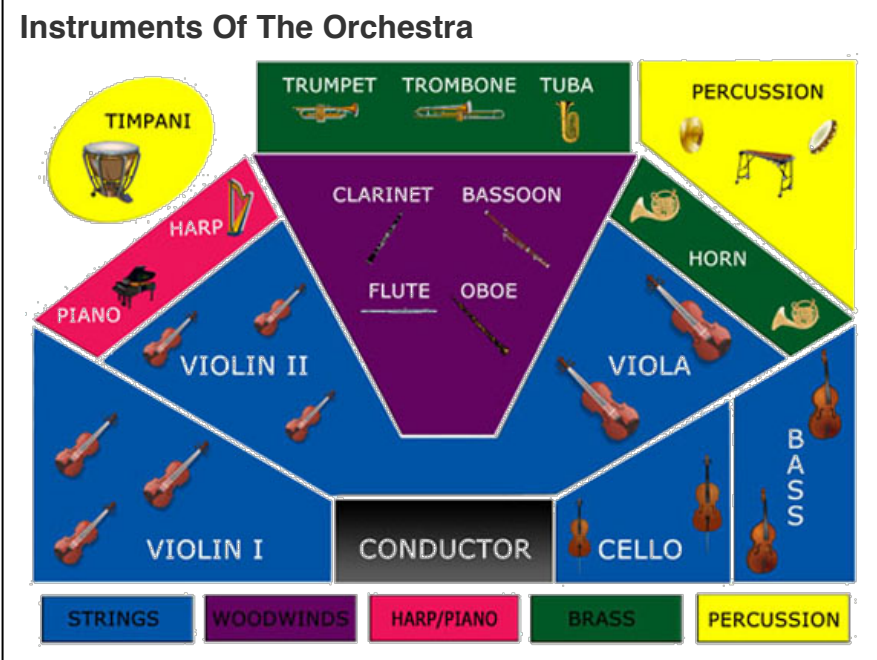 Instruments Of The Orchestra
TRUMPET TROMBONE TUBA
PERCUSSION
TIMPANI
CLARINET BASSOON
HARP
HORN
FLUTE OBOE
PIANO
VIOLIN II
VIOLA
BASS
VIOLIN I
CONDUCTOR
CELLO
STRINGS WOODWINDS HARP/PIANO BRASS PERCUSSION